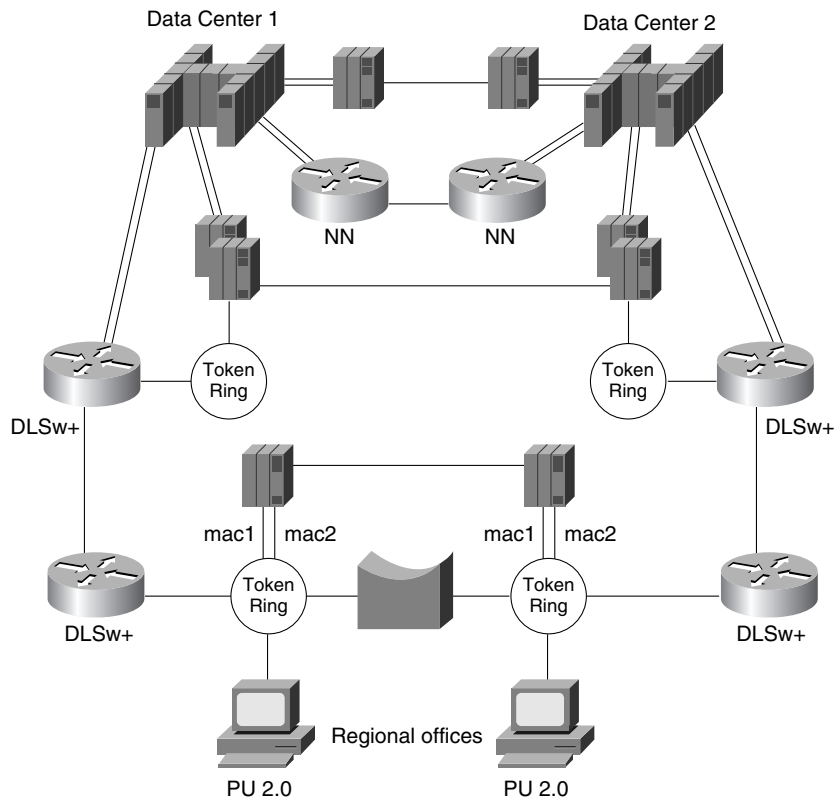 Data Center 1
Data Center 2
NN
NN
Token
Ring
Token
Ring
DLSw+
DLSw+
mac1
mac2
mac1
mac2
Token
Ring
Token
Ring
DLSw+
DLSw+
Regional offices
PU 2.0
PU 2.0